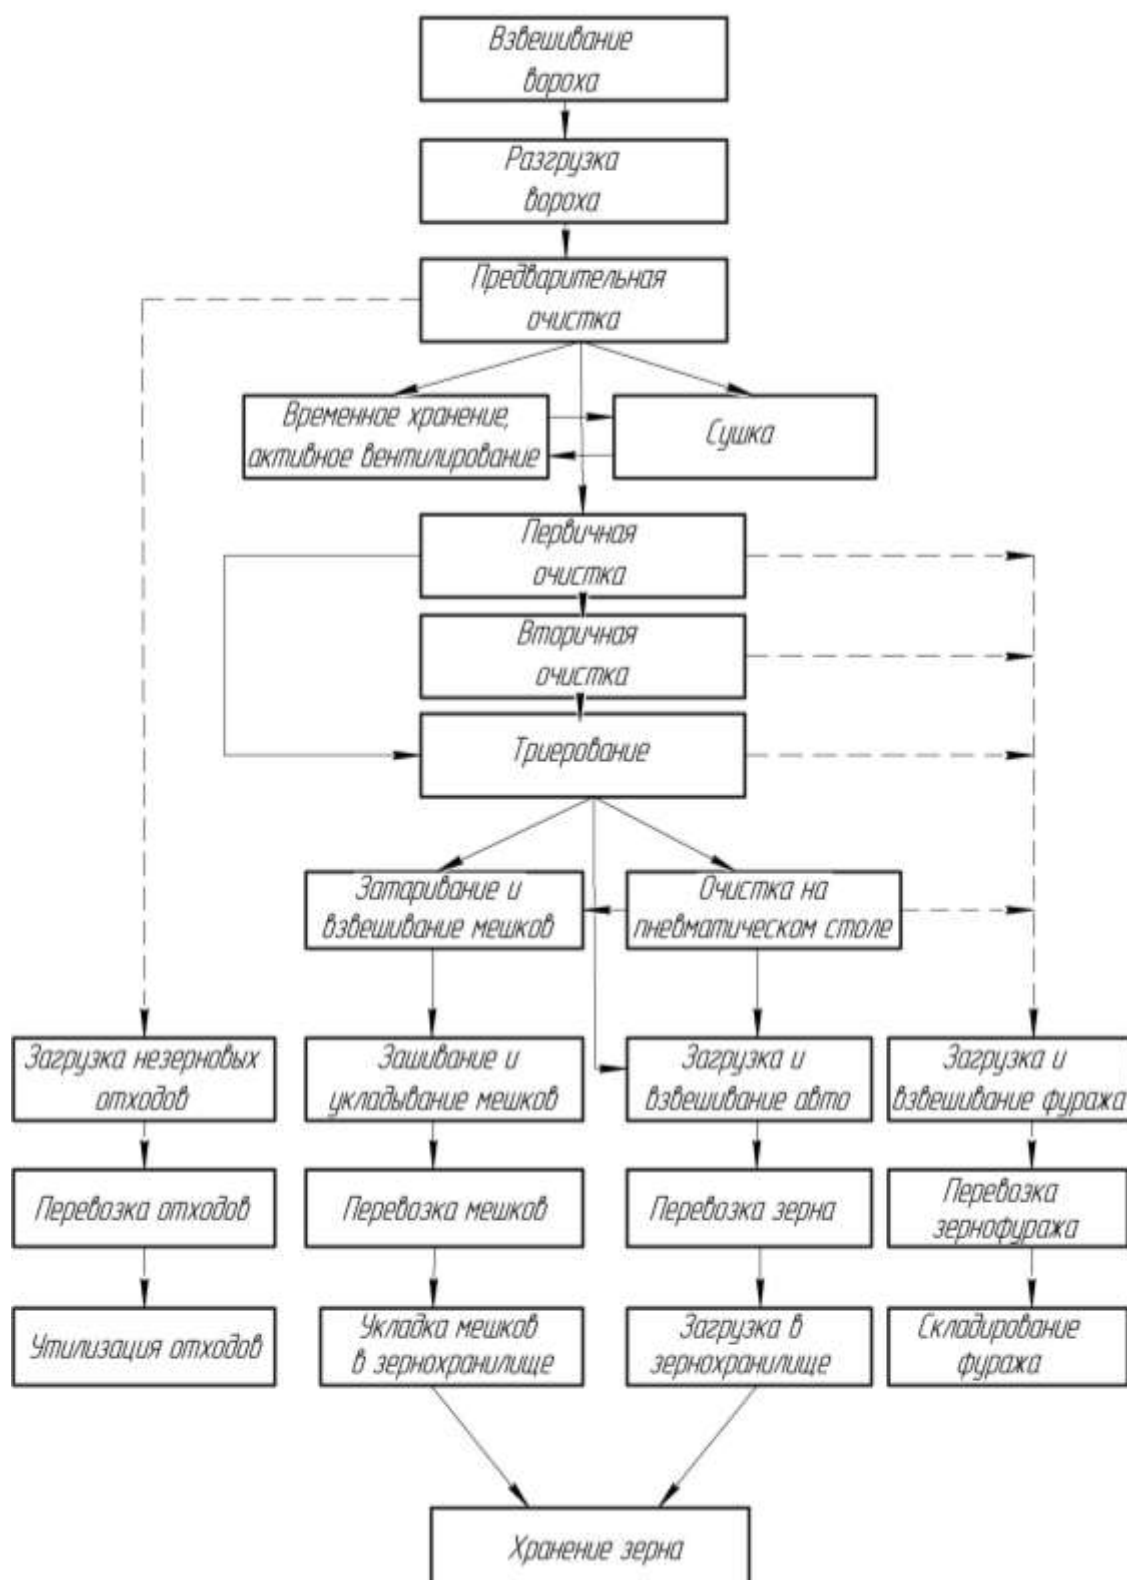 Взвешивание
вороха
Разгрузка
вороха
Предварительная
очистка
Временное хранение,
активное вентилирование
Сушка
Первичная
очистка
Вторичная
очистка
Триерование
Затаривание и
взвешивание мешков
Очистка на
пневматическом столе
Загрузка незерновых
отходов
Зашивание и
укладывание мешков
Загрузка и
взвешивание авто
Загрузка и
взвешивание фуража
Перевозка отходов
Перевозка мешков
Перевозка зерна
Перевозка
зернофуража
Утилизация отходов
Укладка мешков
в зернохранилище
Загрузка в
зернохранилище
Складирование
фуража
Хранение зерна